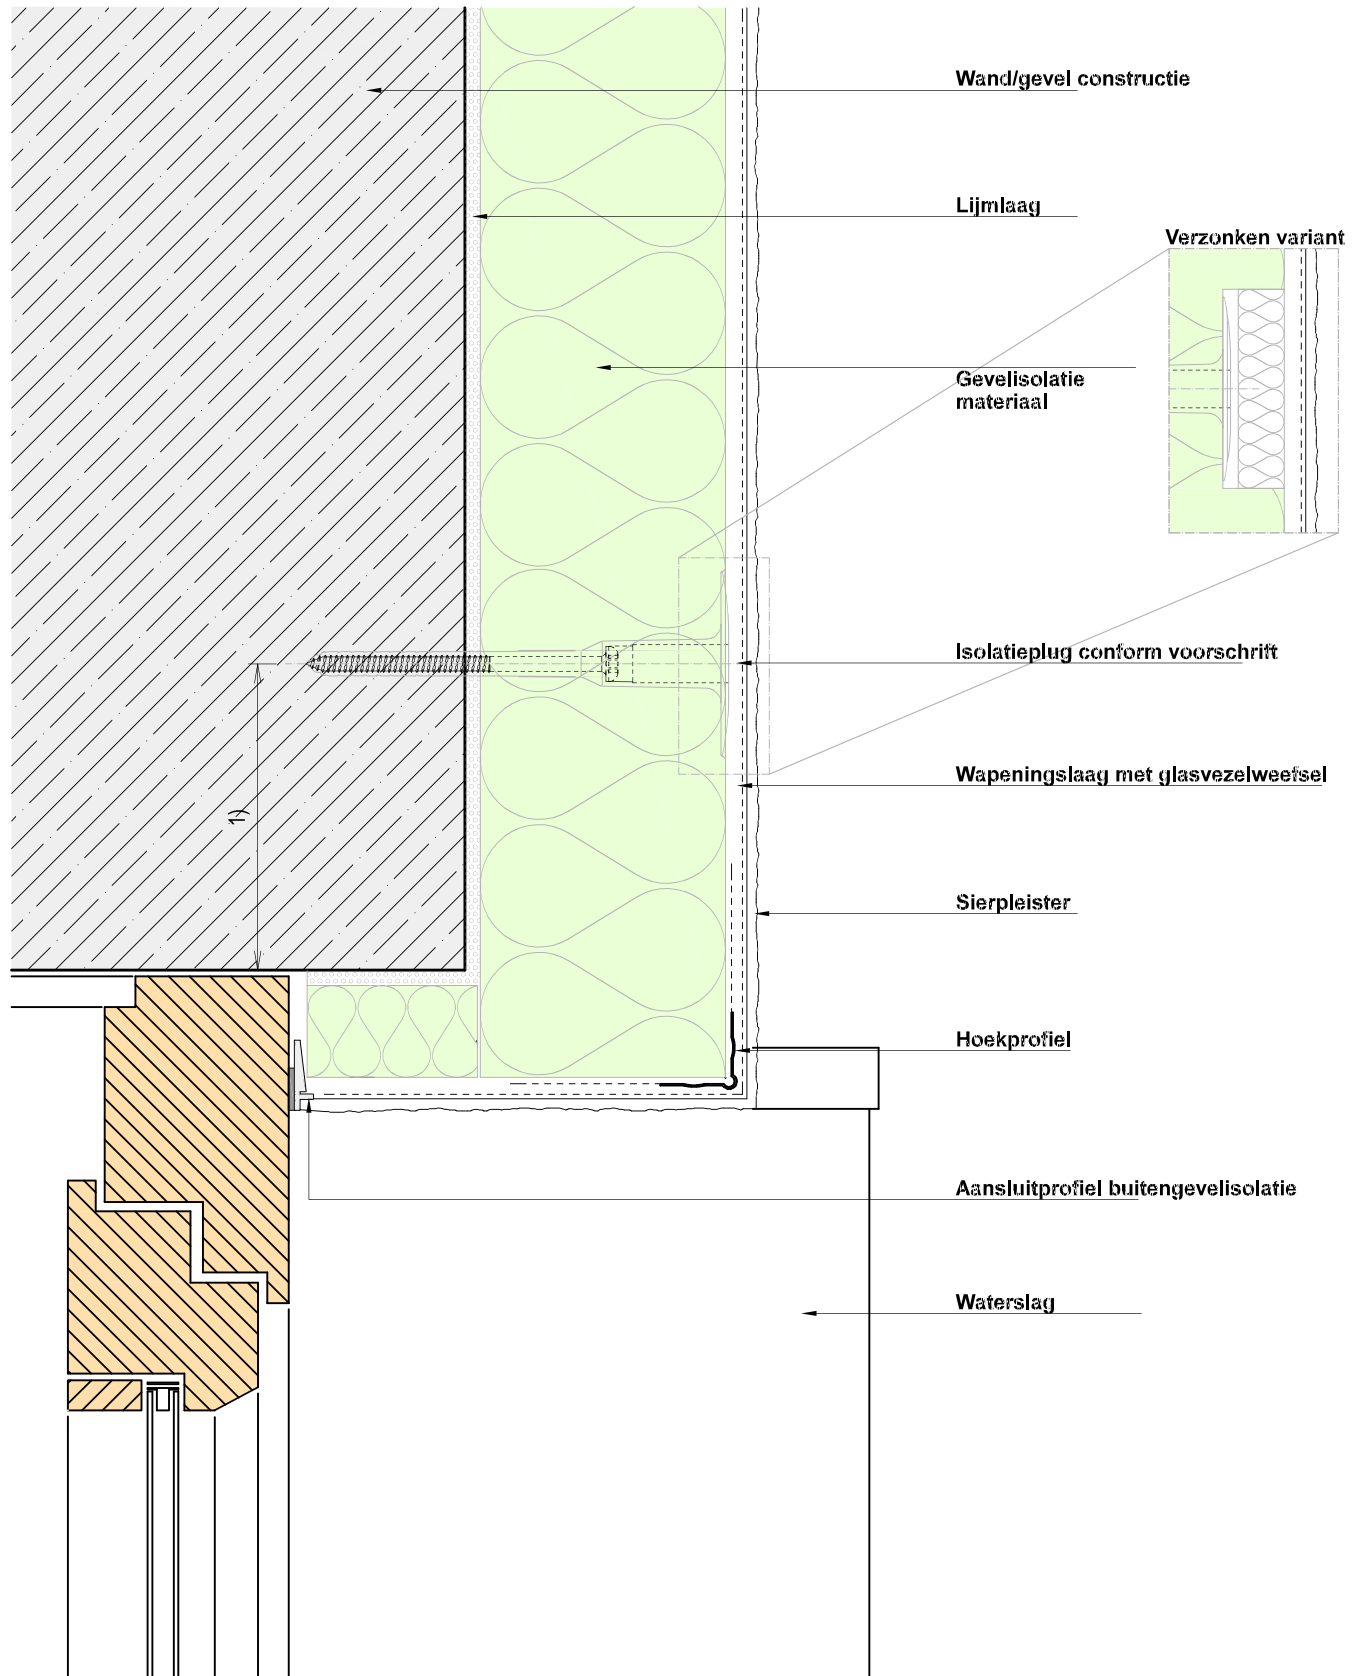 Wand/gevel constructie
Lijmlaag
Verzonken variant
Gevelisolatie
materiaal
Isolatieplug conform voorschrift
Wapeningslaag met glasvezelweefsel
1)
Sierpleister
Hoekprofiel
Aansluitprofiel buitengevelisolatie
Waterslag